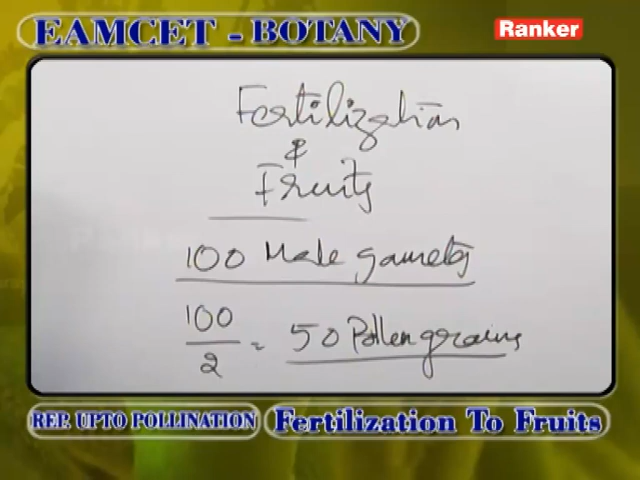 EAMCET - BOTANY
Ranker
Fertilization
&
Fruits
100 Male gametes
100
2
= 50 Pollen grains
REP. UPTO POLLINATION
Fertilization To Fruits